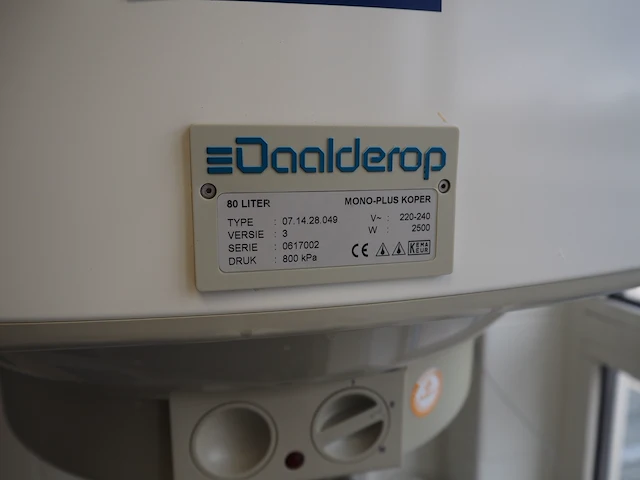 Daalderop
80 LITER MONO-PLUS KOPER
TYPE : 07.14.28.049 V~ : 220-240
VERSIE : 3 W : 2500
SERIE : 0617002
DRUK : 800 kPa CE KEMA
KEUR